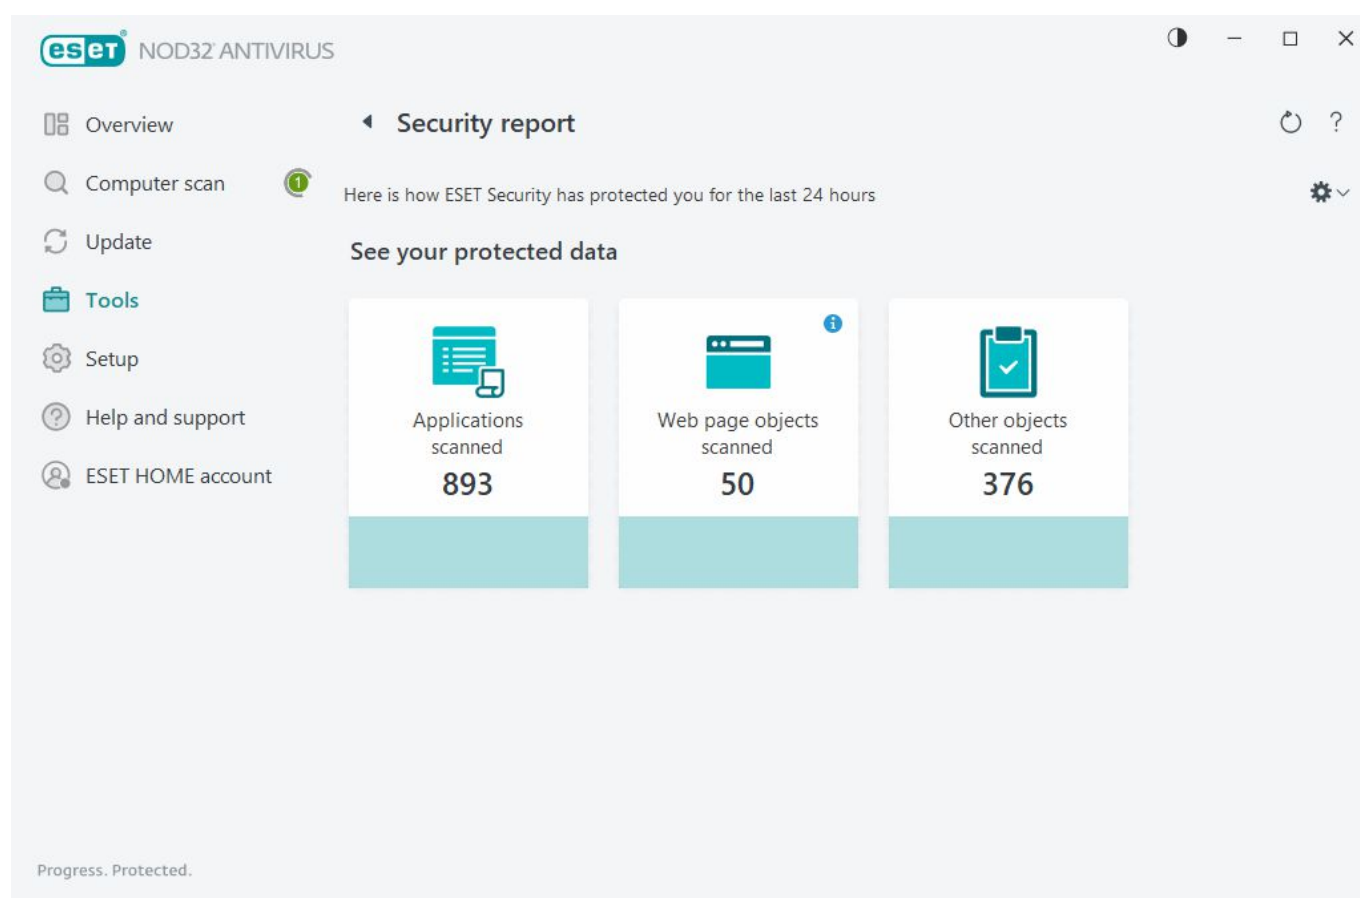 eset NOD32 ANTIVIRUS
Overview
Computer scan 1
Update
Tools
Setup
Help and support
ESET HOME account
Security report ?
Here is how ESET Security has protected you for the last 24 hours
See your protected data
Applications
scanned
893
Web page objects
scanned
50
Other objects
scanned
376
Progress. Protected.